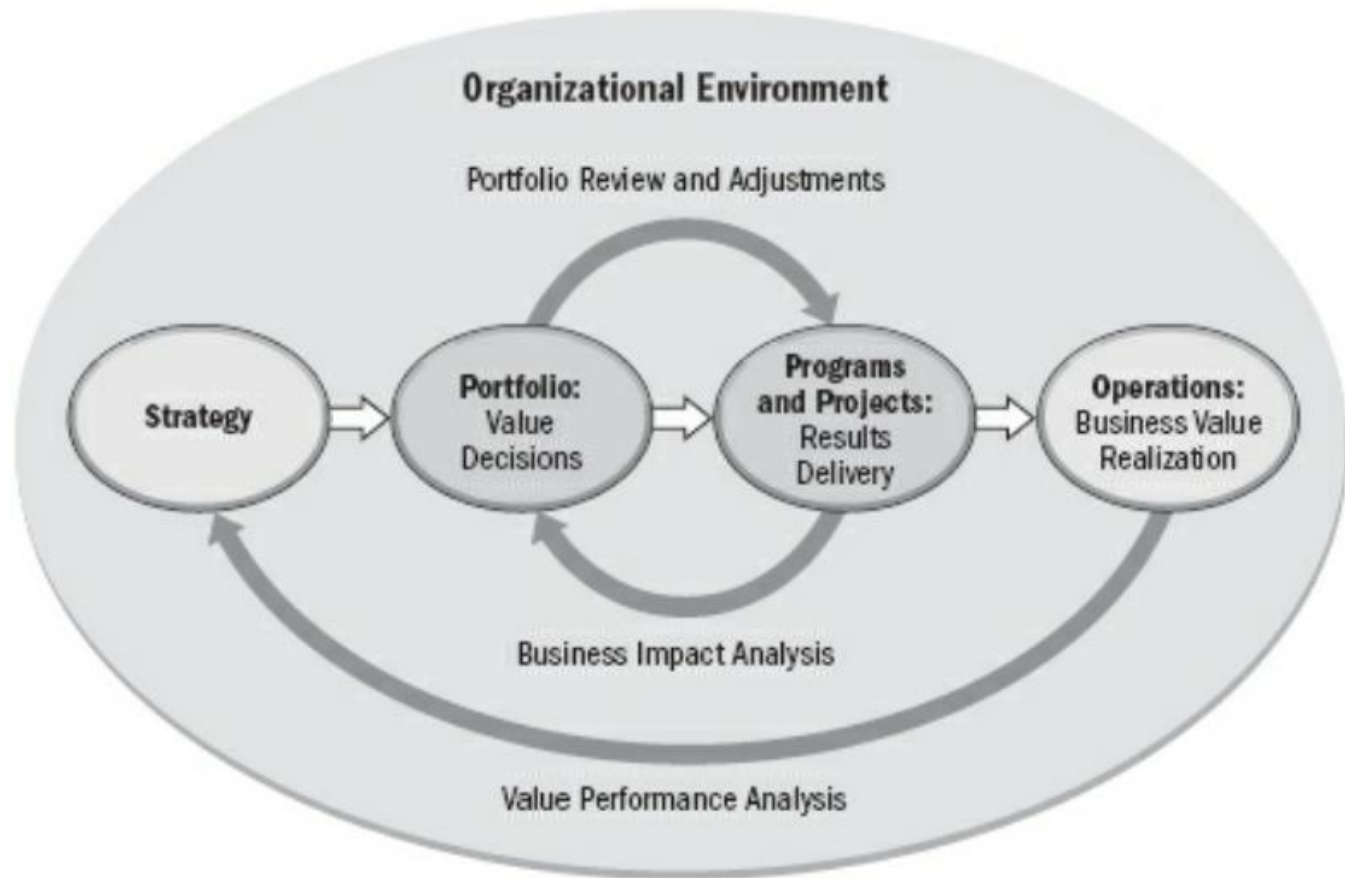 Organizational Environment
Portfolio Review and Adjustments
Strategy
Portfolio:
Value
Decisions
Programs
and Projects:
Results
Delivery
Operations:
Business Value
Realization
Business Impact Analysis
Value Performance Analysis